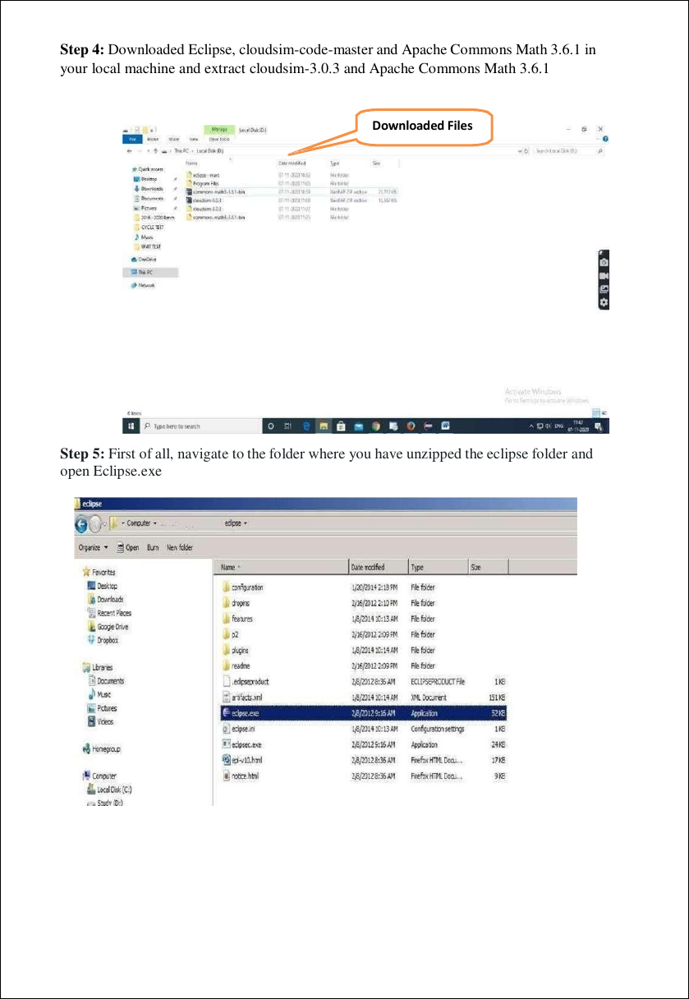 Step 4: Downloaded Eclipse, cloudsim-code-master and Apache Commons Math 3.6.1 in
your local machine and extract cloudsim-3.0.3 and Apache Commons Math 3.6.1
Downloaded Files
Manage Local Disk (D:)
File Home Share View Drive Tools
This PC Local Disk (D:) Search Local Disk (D:)
Name Date modified Type Size
Quick access
Desktop
Downloads
Documents
Pictures
2016 - 2020 Batch
CYCLE TEST
Music
UNIT TEST
OneDrive
This PC
Network
Program Files File folder
commons-math3-3.6.1-bin WinRAR ZIP archive
cloudsim-3.0.3 WinRAR ZIP archive
cloudsim-3.0.3 File folder
commons-math3-3.6.1-bin File folder
Activate Windows
Go to Settings to activate Windows.
6 items
Type here to search
ENG
07-11-2020
Step 5: First of all, navigate to the folder where you have unzipped the eclipse folder and
open Eclipse.exe
eclipse
Computer eclipse
Organize Open Burn New folder
Name Date modified Type Size
Favorites
Desktop
Downloads
Recent Places
Google Drive
Dropbox
Libraries
Documents
Music
Pictures
Videos
Homegroup
Computer
Local Disk (C:)
Study (D:)
configuration 1/20/2014 2:18 PM File folder
dropins 2/16/2012 2:10 PM File folder
features 1/8/2014 10:13 AM File folder
p2 2/16/2012 2:09 PM File folder
plugins 1/8/2014 10:14 AM File folder
readme 2/16/2012 2:09 PM File folder
.eclipseproduct 2/8/2012 8:36 AM ECLIPSEPRODUCT File 1 KB
artifacts.xml 1/8/2014 10:14 AM XML Document 151 KB
eclipse.exe 2/8/2012 9:16 AM Application 52 KB
eclipse.ini 1/8/2014 10:13 AM Configuration settings 1 KB
eclipsec.exe 2/8/2012 9:16 AM Application 24 KB
epl-v10.html 2/8/2012 8:36 AM Firefox HTML Docu... 17 KB
notice.html 2/8/2012 8:36 AM Firefox HTML Docu... 9 KB